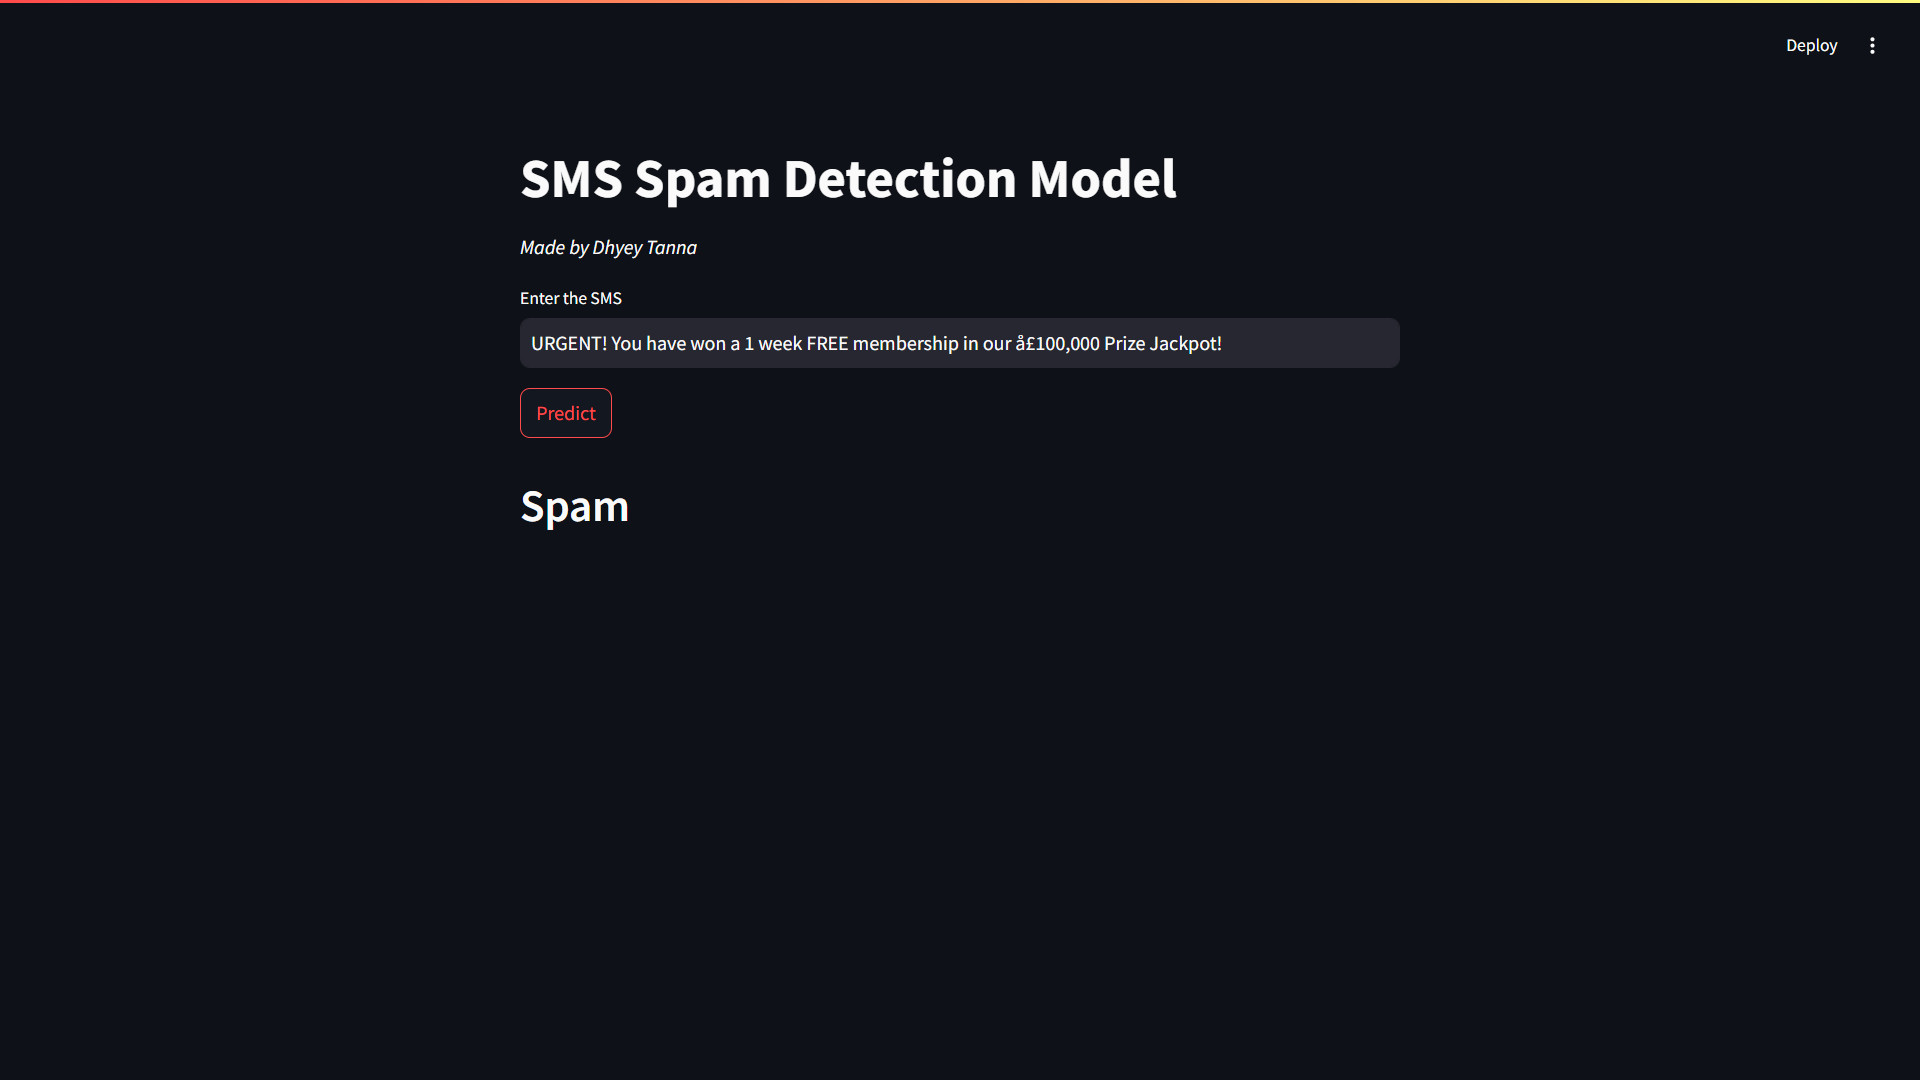 Deploy
SMS Spam Detection Model
Made by Dhyey Tanna
Enter the SMS
URGENT! You have won a 1 week FREE membership in our å£100,000 Prize Jackpot!
Predict
Spam